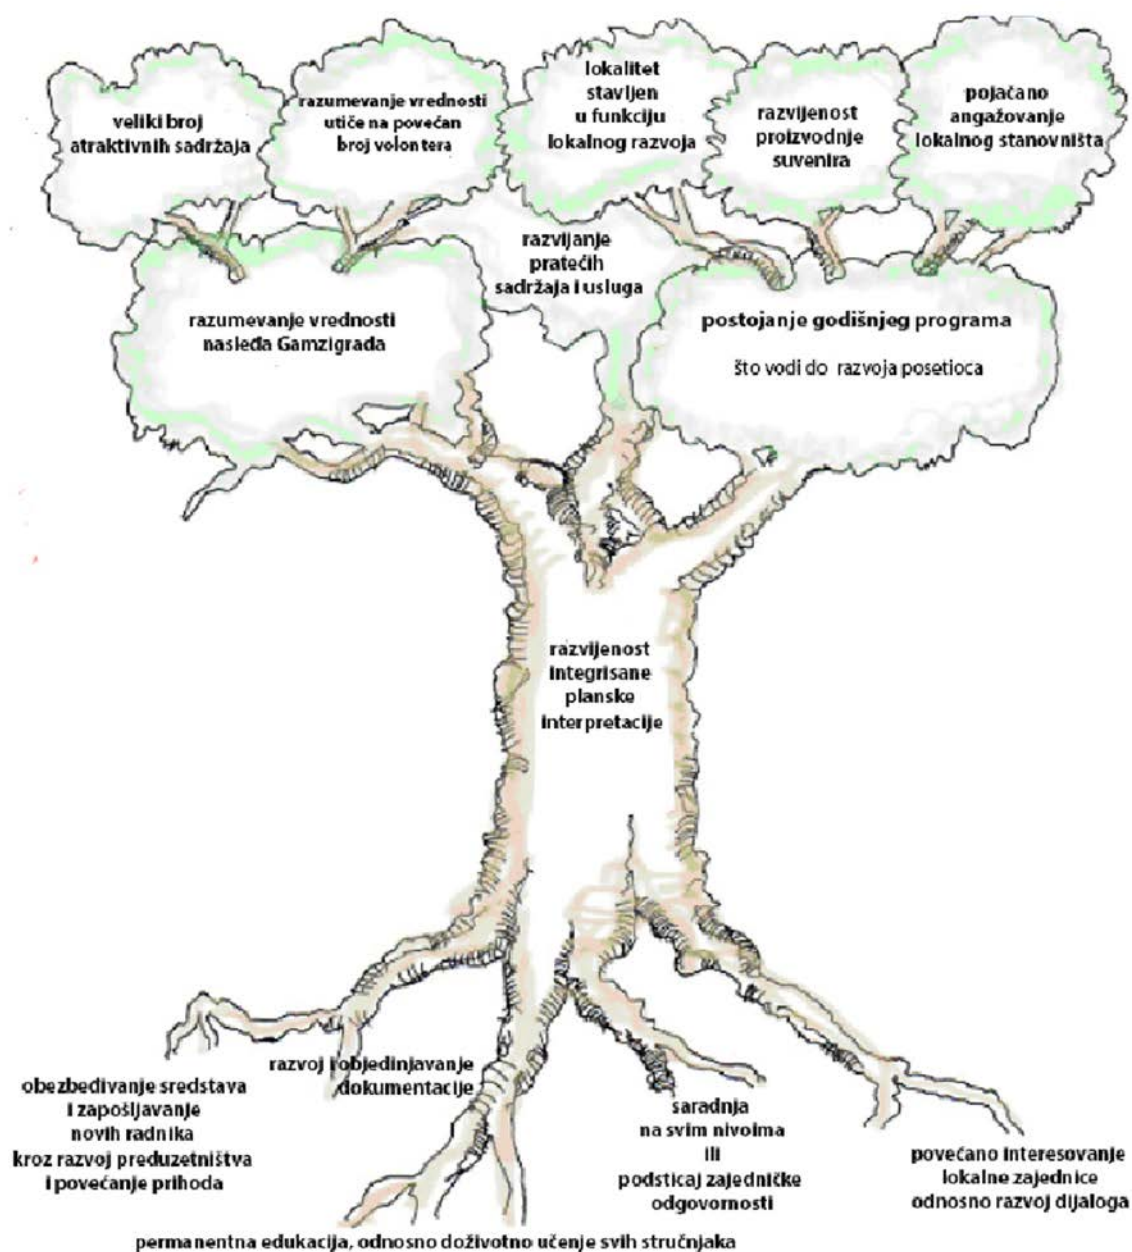 veliki broj
atraktivnih sadržaja
razumevanje vrednosti
utiče na povećan
broj volontera
lokalitet
stavljen
u funkciju
lokalnog razvoja
razvijenost
proizvodnje
suvenira
pojačano
angažovanje
lokalnog stanovništa
razvijanje
pratećih
sadržaja i usluga
razumevanje vrednosti
nasleđa Gamzigrada
postojanje godišnjeg programa
što vodi do razvoja posetioca
razvijenost
integrisane
planske
interpretacije
razvoj i objedinjavanje
dokumentacije
obezbeđivanje sredstava
i zapošljavanje
novih radnika
kroz razvoj preduzetništva
i povećanje prihoda
saradnja
na svim nivoima
ili
podsticaj zajedničke
odgovornosti
povećano interesovanje
lokalne zajednice
odnosno razvoj dijaloga
permanentna edukacija, odnosno doživotno učenje svih stručnjaka